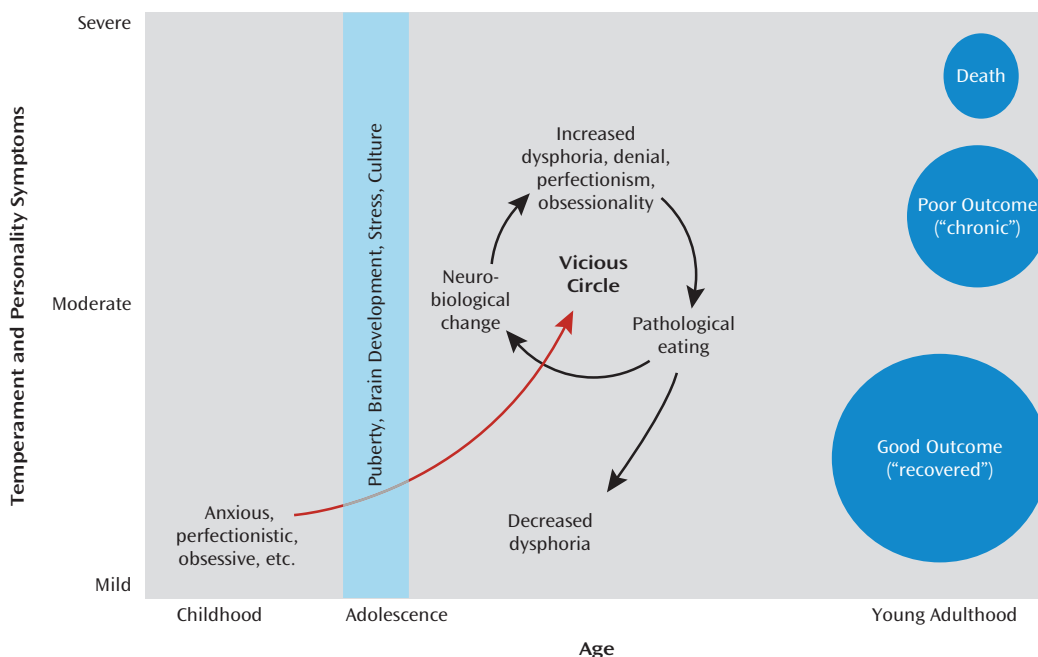 Severe
Moderate
Mild
Temperament and Personality Symptoms
Puberty, Brain Development, Stress, Culture
Anxious,
perfectionistic,
obsessive, etc.
Increased
dysphoria, denial,
perfectionism,
obsessionality
Vicious
Circle
Neuro-
biological
change
Pathological
eating
Decreased
dysphoria
Death
Poor Outcome
(“chronic”)
Good Outcome
(“recovered”)
Childhood
Adolescence
Young Adulthood
Age